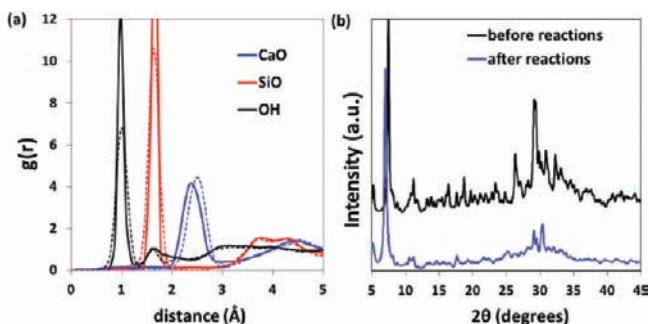 (a)
12
10
8
6
4
2
0
g(r)
CaO
SiO
OH
0 1 2 3 4 5
distance (Å)
(b)
before reactions
after reactions
Intensity (a.u.)
5 10 15 20 25 30 35 40 45
2θ (degrees)